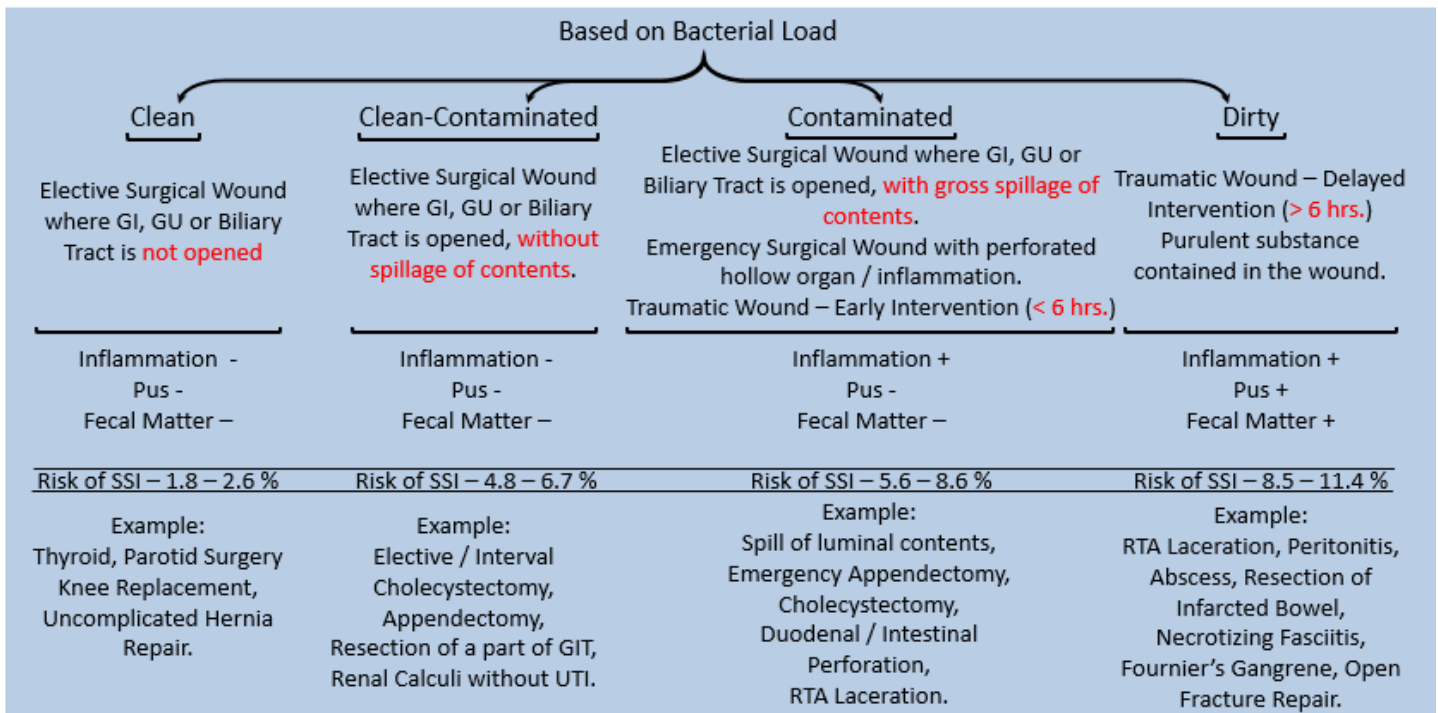 Based on Bacterial Load
Clean
Elective Surgical Wound
where GI, GU or Biliary
Tract is not opened
Inflammation -
Pus -
Fecal Matter –
Risk of SSI – 1.8 – 2.6 %
Example:
Thyroid, Parotid Surgery
Knee Replacement,
Uncomplicated Hernia
Repair.
Clean-Contaminated
Elective Surgical Wound
where GI, GU or Biliary
Tract is opened, without
spillage of contents.
Inflammation -
Pus -
Fecal Matter –
Risk of SSI – 4.8 – 6.7 %
Example:
Elective / Interval
Cholecystectomy,
Appendectomy,
Resection of a part of GIT,
Renal Calculi without UTI.
Contaminated
Elective Surgical Wound where GI, GU or
Biliary Tract is opened, with gross spillage of
contents.
Emergency Surgical Wound with perforated
hollow organ / inflammation.
Traumatic Wound – Early Intervention (< 6 hrs.)
Inflammation +
Pus -
Fecal Matter –
Risk of SSI – 5.6 – 8.6 %
Example:
Spill of luminal contents,
Emergency Appendectomy,
Cholecystectomy,
Duodenal / Intestinal
Perforation,
RTA Laceration.
Dirty
Traumatic Wound – Delayed
Intervention (> 6 hrs.)
Purulent substance
contained in the wound.
Inflammation +
Pus +
Fecal Matter +
Risk of SSI – 8.5 – 11.4 %
Example:
RTA Laceration, Peritonitis,
Abscess, Resection of
Infarcted Bowel,
Necrotizing Fasciitis,
Fournier's Gangrene, Open
Fracture Repair.